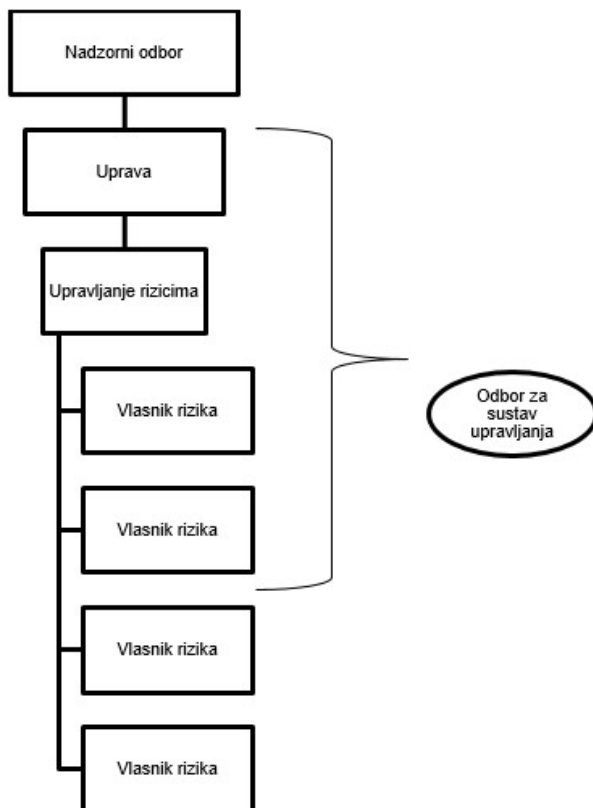 Nadzorni odbor
Uprava
Upravljanje rizicima
Vlasnik rizika
Vlasnik rizika
Vlasnik rizika
Vlasnik rizika
Odbor za
sustav
upravljanja